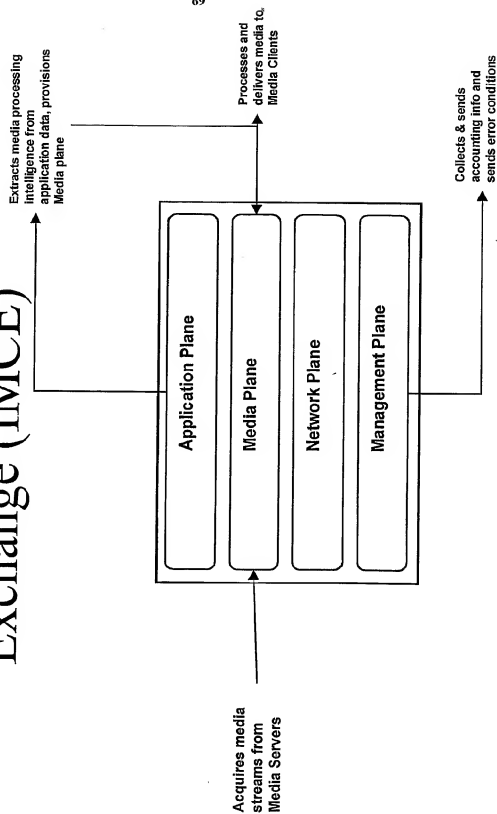 Exchange (IMCE)
Extracts media processing
intelligence from
application data, provisions
Media plane
Processes and
delivers media to,
Media Clients
Application Plane
Media Plane
Network Plane
Management Plane
Acquires media
streams from
Media Servers
Collects & sends
accounting info and
sends error conditions